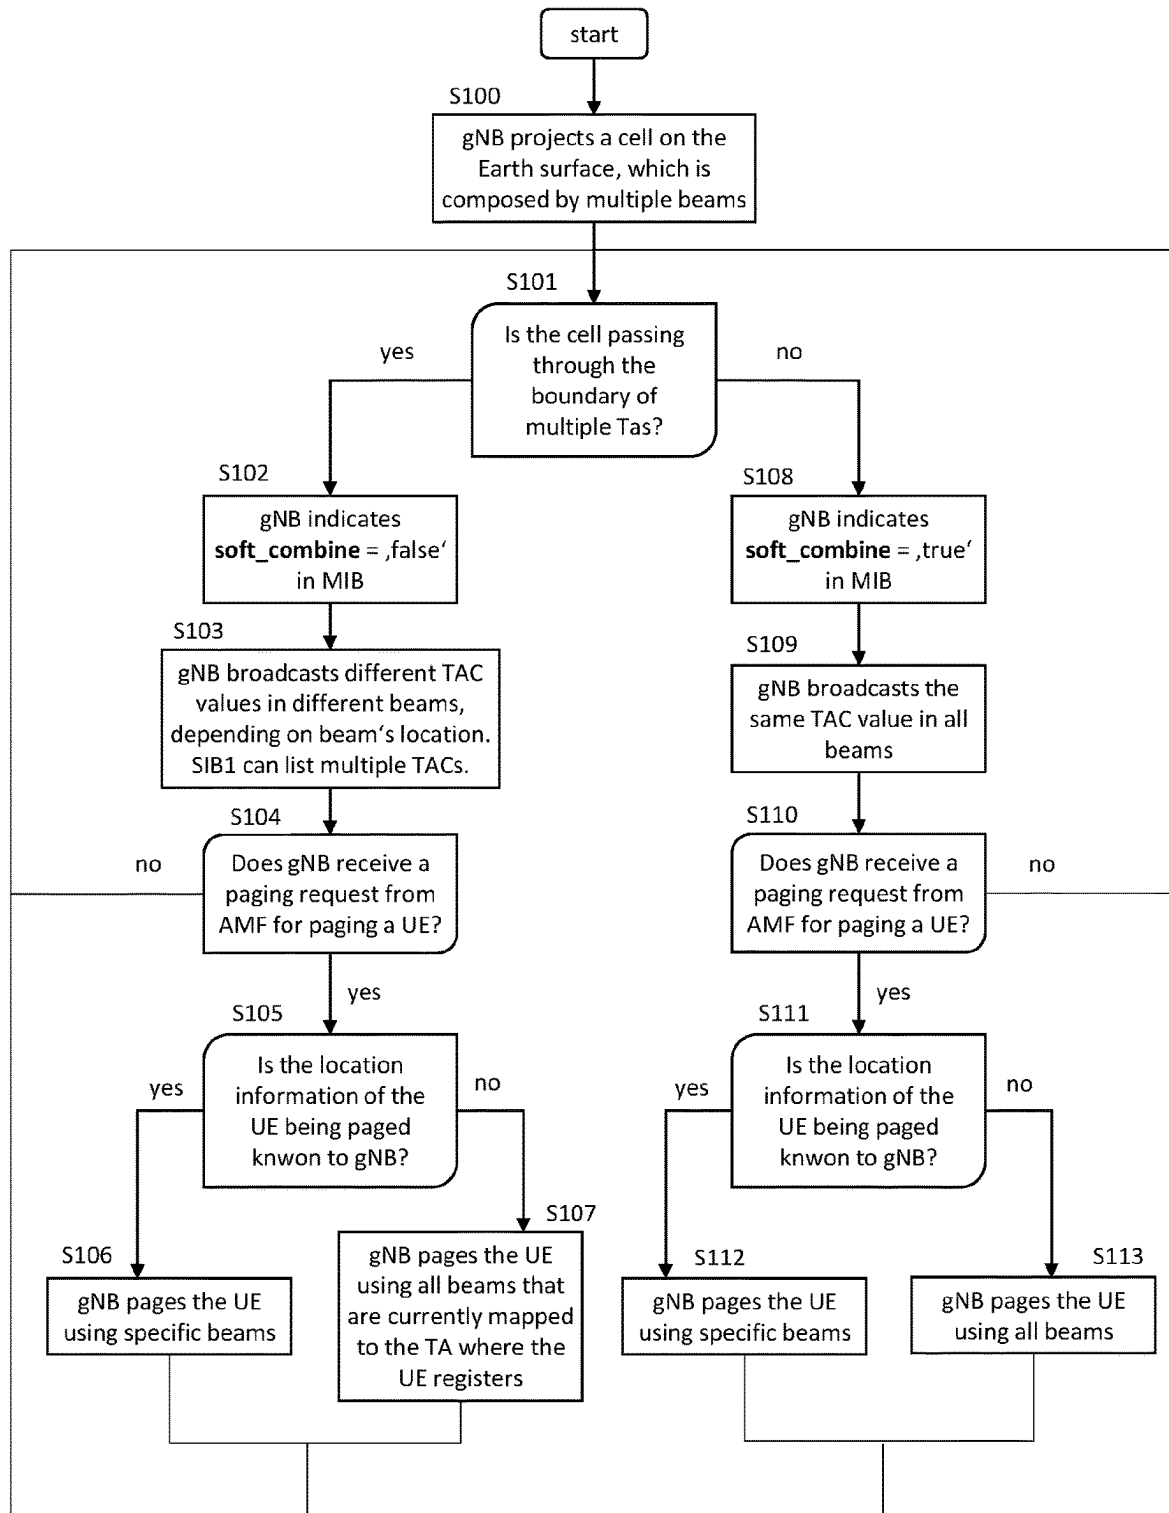 start
S100
gNB projects a cell on the
Earth surface, which is
composed by multiple beams
S101
Is the cell passing
through the
boundary of
multiple Tas?
yes
no
S102
gNB indicates
soft_combine = ‚false‘
in MIB
S103
gNB broadcasts different TAC
values in different beams,
depending on beam‘s location.
SIB1 can list multiple TACs.
S104
Does gNB receive a
paging request from
AMF for paging a UE?
no
yes
S105
Is the location
information of the
UE being paged
knwon to gNB?
yes
no
S106
gNB pages the UE
using specific beams
S107
gNB pages the UE
using all beams that
are currently mapped
to the TA where the
UE registers
S108
gNB indicates
soft_combine = ‚true‘
in MIB
S109
gNB broadcasts the
same TAC value in all
beams
S110
Does gNB receive a
paging request from
AMF for paging a UE?
no
yes
S111
Is the location
information of the
UE being paged
knwon to gNB?
yes
no
S112
gNB pages the UE
using specific beams
S113
gNB pages the UE
using all beams